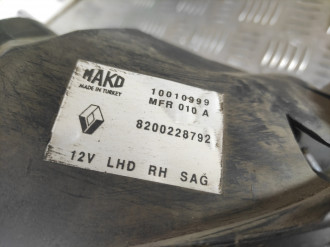 MAKO
MADE IN TURKEY
10010999
MFR 010 A
8200228792
12V LHD RH SAĞ